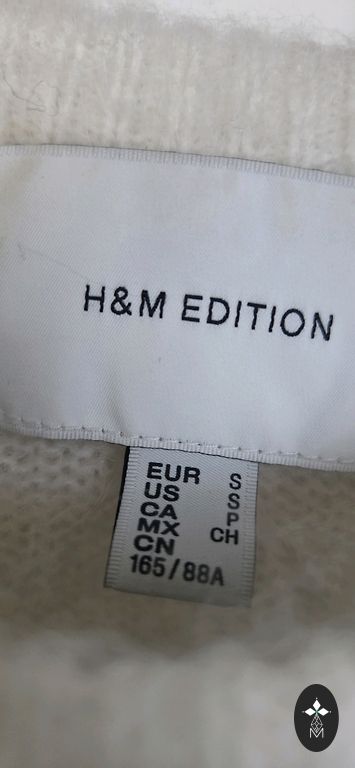 H&M EDITION
EUR S
US S
CA P
MX CH
CN
165/88A
M